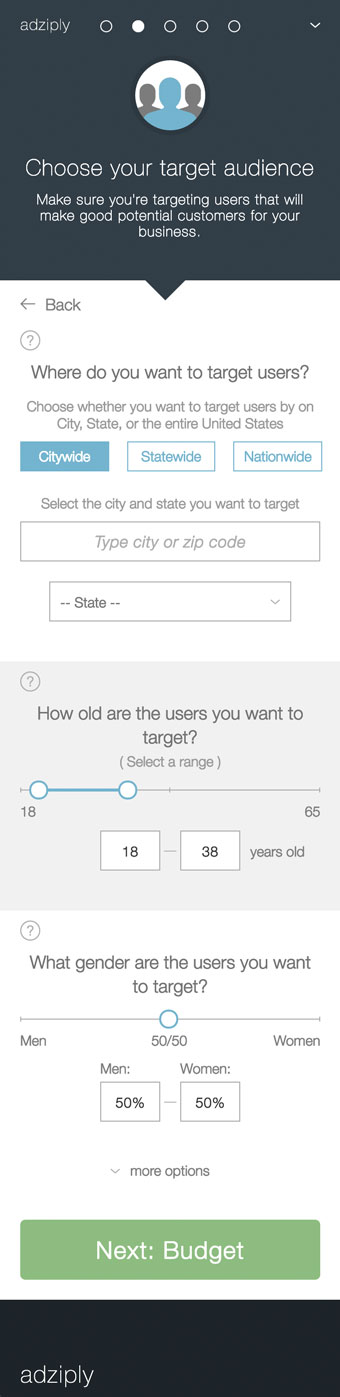 adziply
Choose your target audience
Make sure you're targeting users that will
make good potential customers for your
business.
← Back
?
Where do you want to target users?
Choose whether you want to target users by on
City, State, or the entire United States
Citywide Statewide Nationwide
Select the city and state you want to target
Type city or zip code
-- State --
?
How old are the users you want to
target?
( Select a range )
18 65
18 — 38 years old
?
What gender are the users you want
to target?
Men 50/50 Women
Men: Women:
50% — 50%
more options
Next: Budget
adziply